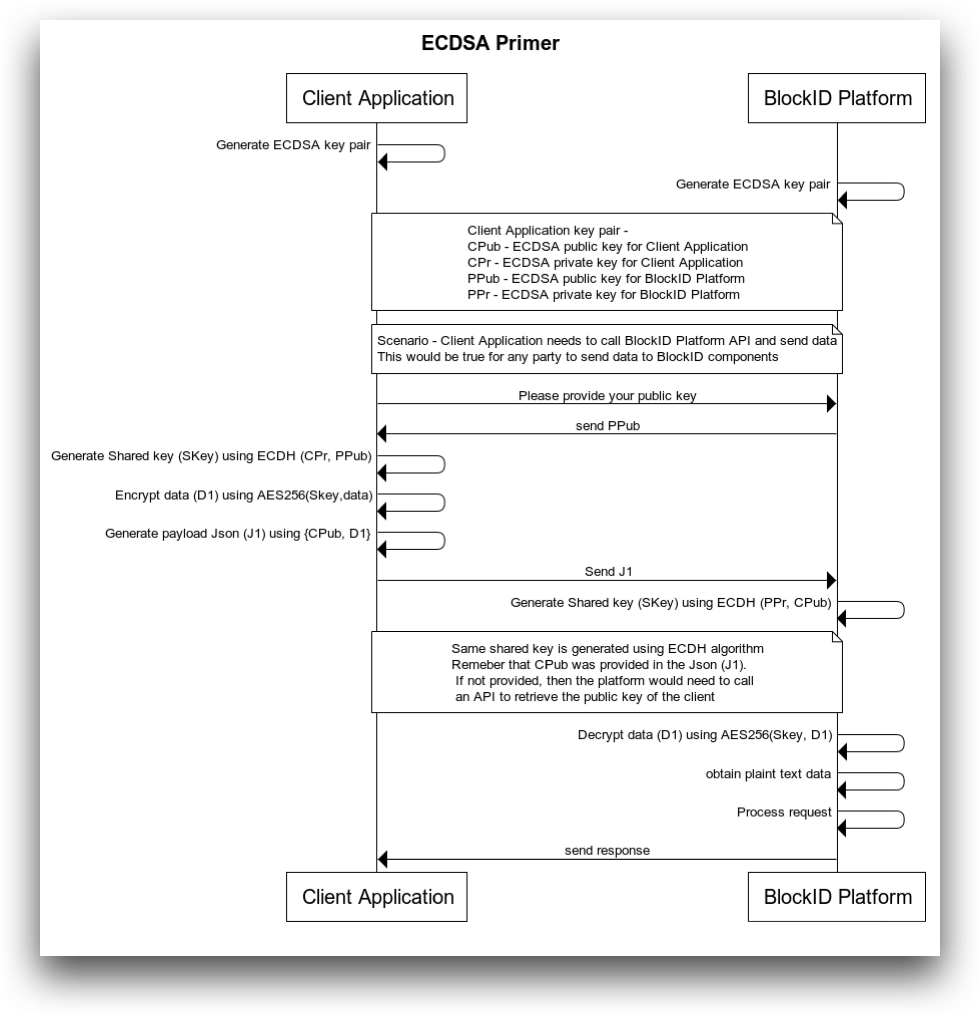 ECDSA Primer
Client Application
BlockID Platform
Generate ECDSA key pair
Generate ECDSA key pair
Client Application key pair -
CPub - ECDSA public key for Client Application
CPr - ECDSA private key for Client Application
PPub - ECDSA public key for BlockID Platform
PPr - ECDSA private key for BlockID Platform
Scenario - Client Application needs to call BlockID Platform API and send data
This would be true for any party to send data to BlockID components
Please provide your public key
send PPub
Generate Shared key (SKey) using ECDH (CPr, PPub)
Encrypt data (D1) using AES256(Skey,data)
Generate payload Json (J1) using {CPub, D1}
Send J1
Generate Shared key (SKey) using ECDH (PPr, CPub)
Same shared key is generated using ECDH algorithm
Remeber that CPub was provided in the Json (J1).
If not provided, then the platform would need to call
an API to retrieve the public key of the client
Decrypt data (D1) using AES256(Skey, D1)
obtain plaint text data
Process request
send response
Client Application
BlockID Platform